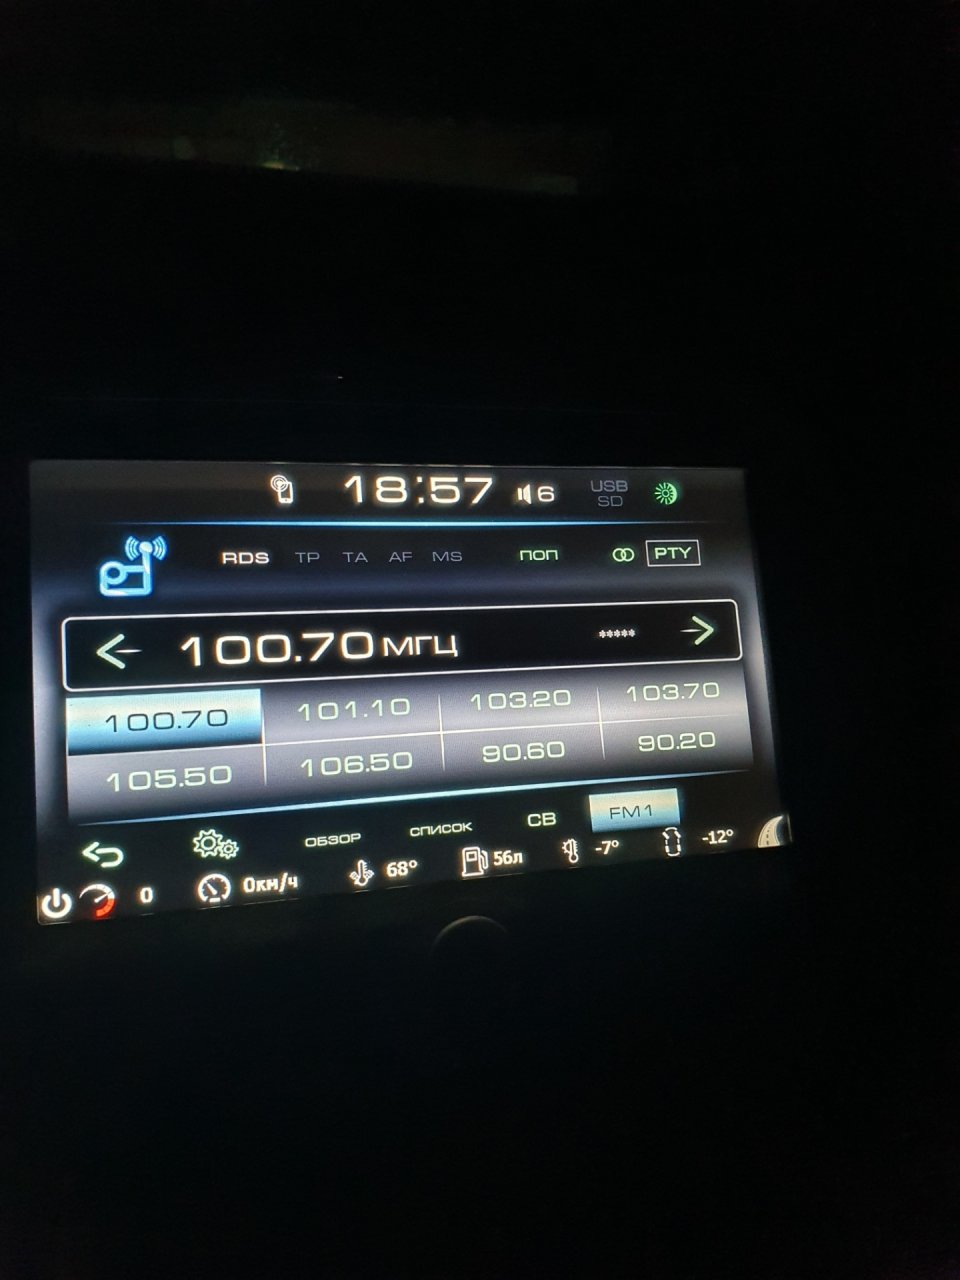 18:57 6 USB SD
RDS TP TA AF MS ПОП PTY
100.70 МГЦ *****
100.70 101.10 103.20 103.70
105.50 106.50 90.60 90.20
ОБЗОР СПИСОК СВ FM1
0 0км/ч 68° 56л -7° -12°